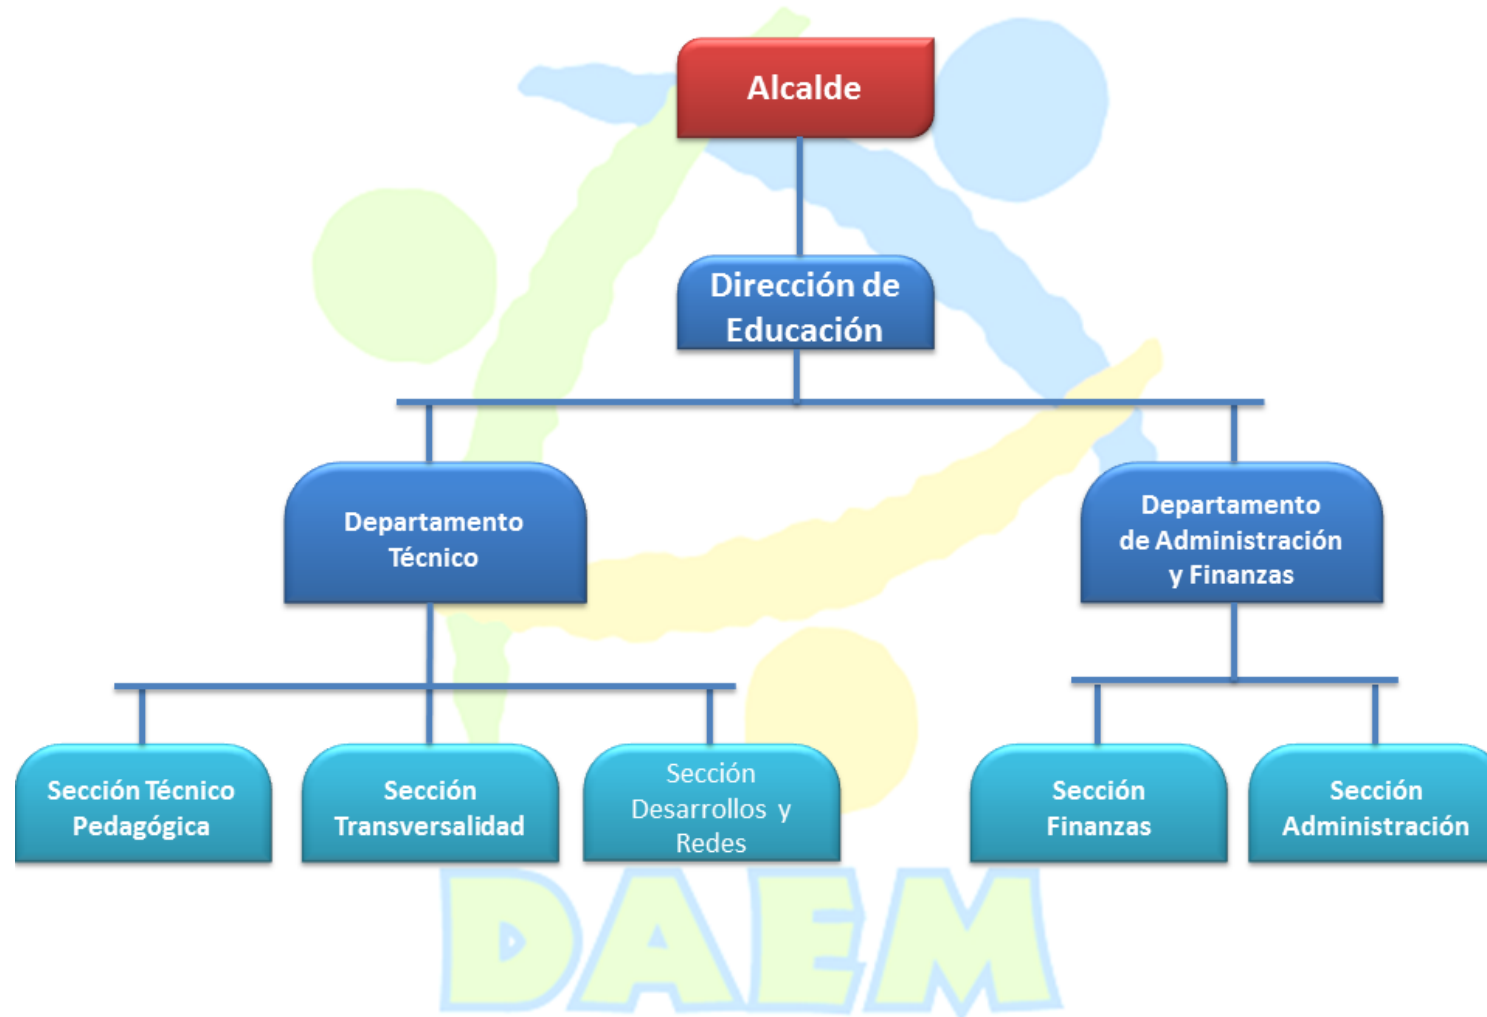 Alcalde
Dirección de
Educación
Departamento
Técnico
Departamento
de Administración
y Finanzas
Sección Técnico
Pedagógica
Sección
Transversalidad
Sección
Desarrollos y
Redes
Sección
Finanzas
Sección
Administración
DAEM